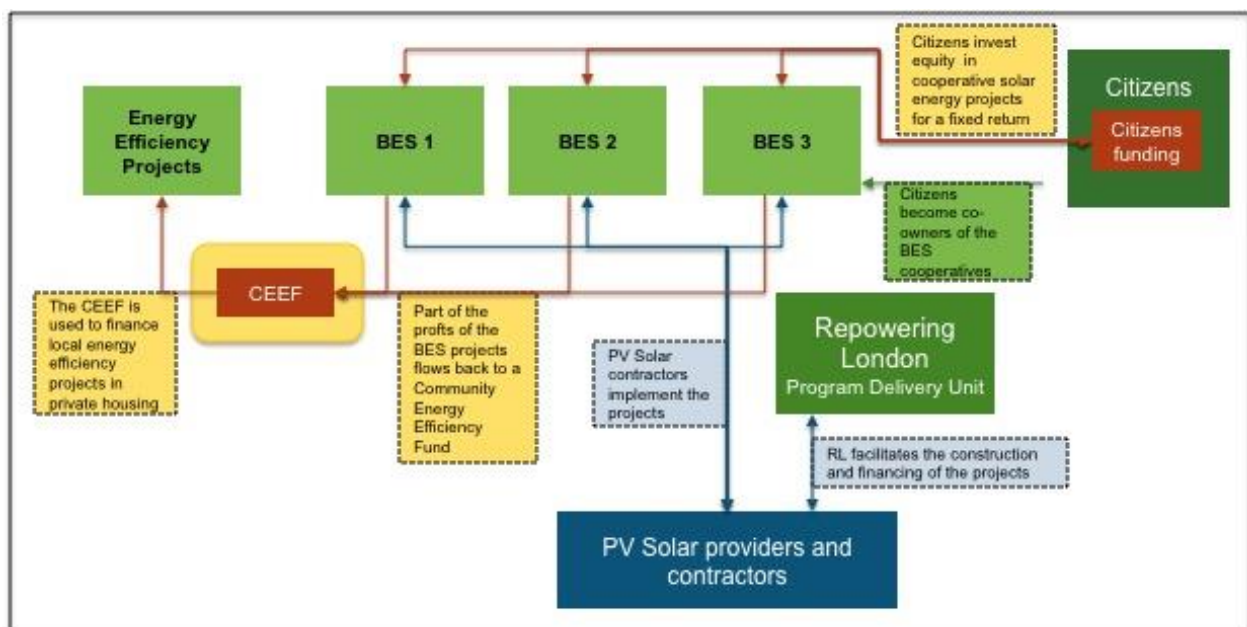 Citizens invest
equity in
cooperative solar
energy projects
for a fixed return
Citizens
Citizens
funding
Energy
Efficiency
Projects
BES 1
BES 2
BES 3
Citizens
become co-
owners of the
BES
cooperatives
CEEF
The CEEF is
used to finance
local energy
efficiency
projects in
private housing
Part of the
profts of the
BES projects
flows back to a
Community
Energy
Efficiency
Fund
PV Solar
contractors
implement the
projects
Repowering
London
Program Delivery Unit
RL facilitates the construction
and financing of the projects
PV Solar providers and
contractors